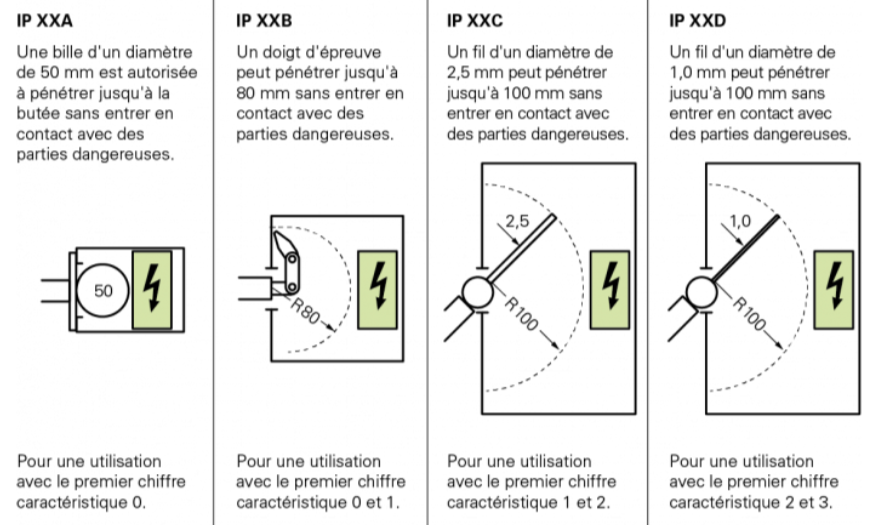 IP XXA
Une bille d'un diamètre
de 50 mm est autorisée
à pénétrer jusqu'à la
butée sans entrer en
contact avec des
parties dangereuses.
50
Pour une utilisation
avec le premier chiffre
caractéristique 0.
IP XXB
Un doigt d'épreuve
peut pénétrer jusqu'à
80 mm sans entrer en
contact avec des
parties dangereuses.
R80
Pour une utilisation
avec le premier chiffre
caractéristique 0 et 1.
IP XXC
Un fil d'un diamètre de
2,5 mm peut pénétrer
jusqu'à 100 mm sans
entrer en contact avec
des parties dangereuses.
2,5
R100
Pour une utilisation
avec le premier chiffre
caractéristique 1 et 2.
IP XXD
Un fil d'un diamètre de
1,0 mm peut pénétrer
jusqu'à 100 mm sans
entrer en contact avec
des parties dangereuses.
1,0
R100
Pour une utilisation
avec le premier chiffre
caractéristique 2 et 3.